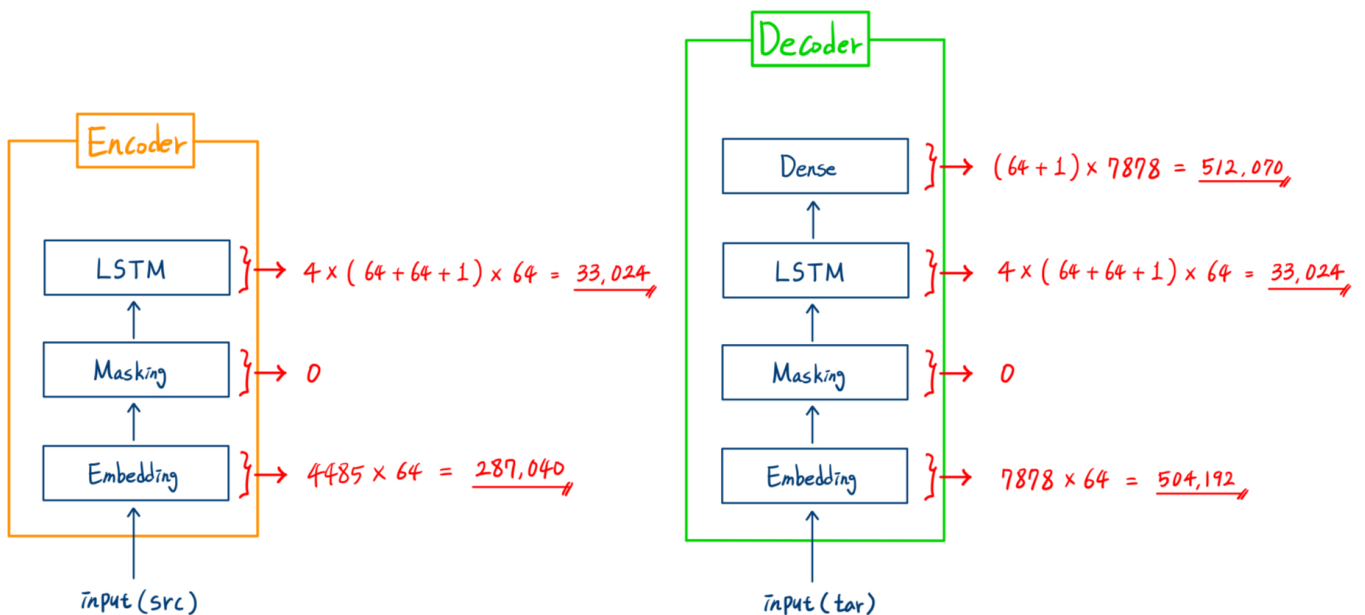 Encoder
LSTM
4 × ( 64 + 64 + 1 ) × 64 = 33,024
Masking
0
Embedding
4485 × 64 = 287,040
input (src)
Decoder
Dense
( 64 + 1 ) × 7878 = 512,070
LSTM
4 × ( 64 + 64 + 1 ) × 64 = 33,024
Masking
0
Embedding
7878 × 64 = 504,192
input (tar)